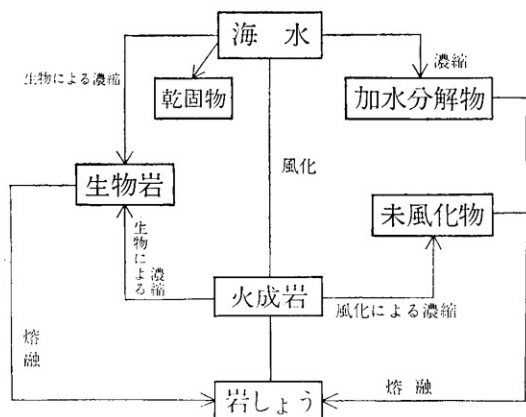 海 水
生物による濃縮
濃縮
乾固物
加水分解物
風化
生物岩
未風化物
生物による濃縮
火成岩
風化による濃縮
熔融
岩しょう
熔 融